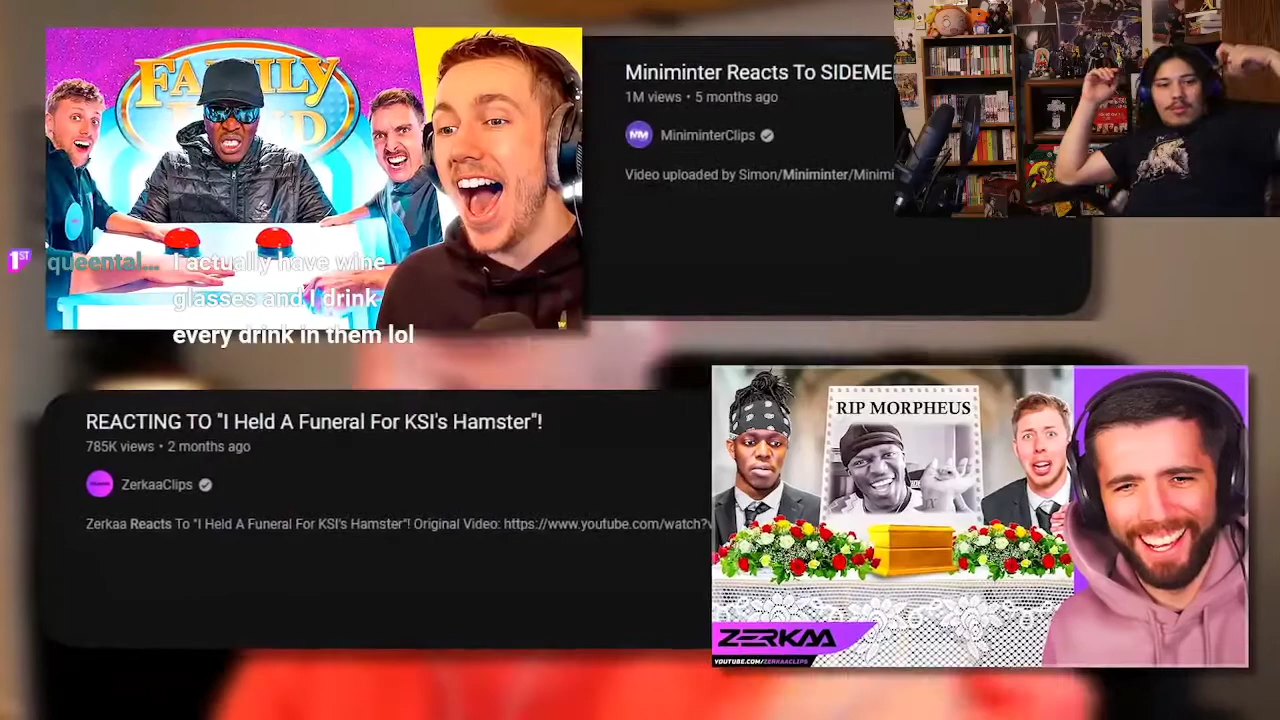 FAMILY
Miniminter Reacts To SIDEME
1M views • 5 months ago
MM MiniminterClips
Video uploaded by Simon/Miniminter/Minimi
1ST queental... I actually have wine
glasses and I drink
every drink in them lol
REACTING TO "I Held A Funeral For KSI's Hamster"!
785K views • 2 months ago
ZerkaaClips
Zerkaa Reacts To "I Held A Funeral For KSI's Hamster"! Original Video: https://www.youtube.com/watch?v
RIP MORPHEUS
ZERKAA
YOUTUBE.COM/ZERKAACLIPS